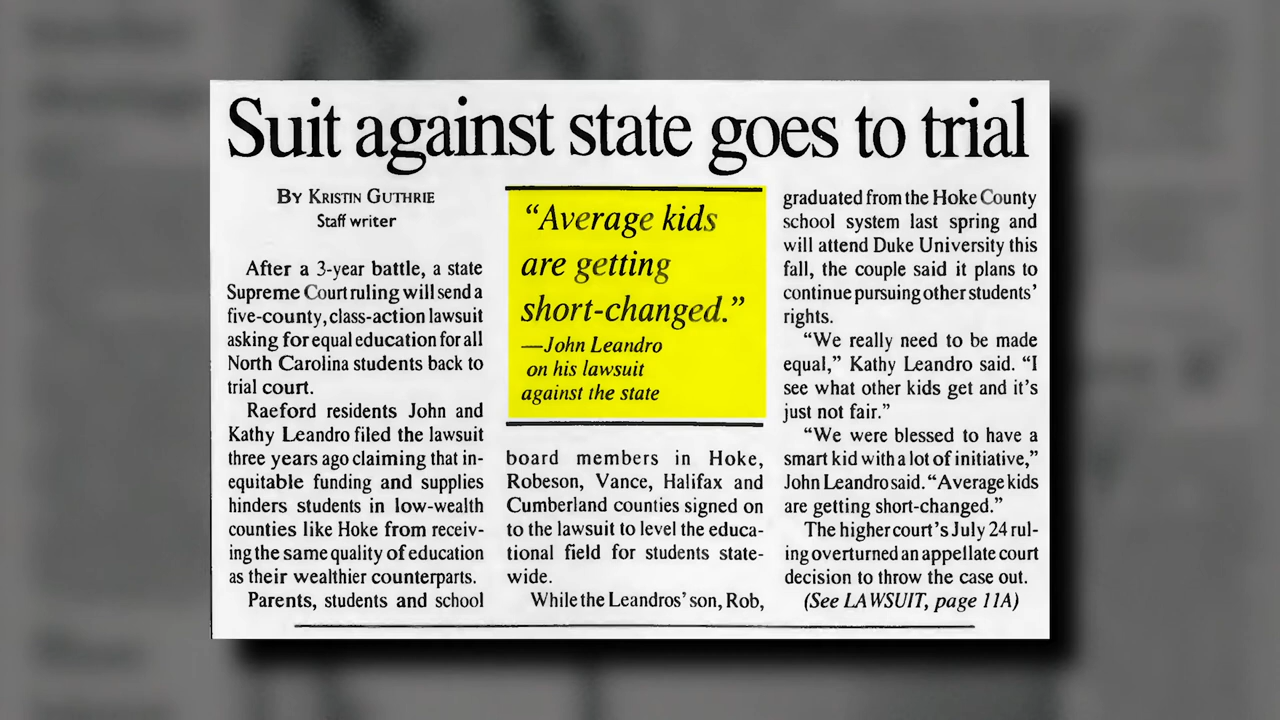 Suit against state goes to trial
BY KRISTIN GUTHRIE
Staff writer
After a 3-year battle, a state
Supreme Court ruling will send a
five-county, class-action lawsuit
asking for equal education for all
North Carolina students back to
trial court.
Raeford residents John and
Kathy Leandro filed the lawsuit
three years ago claiming that in-
equitable funding and supplies
hinders students in low-wealth
counties like Hoke from receiv-
ing the same quality of education
as their wealthier counterparts.
Parents, students and school
“Average kids
are getting
short-changed.”
—John Leandro
on his lawsuit
against the state
board members in Hoke,
Robeson, Vance, Halifax and
Cumberland counties signed on
to the lawsuit to level the educa-
tional field for students state-
wide.
While the Leandros’ son, Rob,
graduated from the Hoke County
school system last spring and
will attend Duke University this
fall, the couple said it plans to
continue pursuing other students’
rights.
“We really need to be made
equal,” Kathy Leandro said. “I
see what other kids get and it’s
just not fair.”
“We were blessed to have a
smart kid with a lot of initiative,”
John Leandro said. “Average kids
are getting short-changed.”
The higher court’s July 24 rul-
ing overturned an appellate court
decision to throw the case out.
(See LAWSUIT, page 11A)